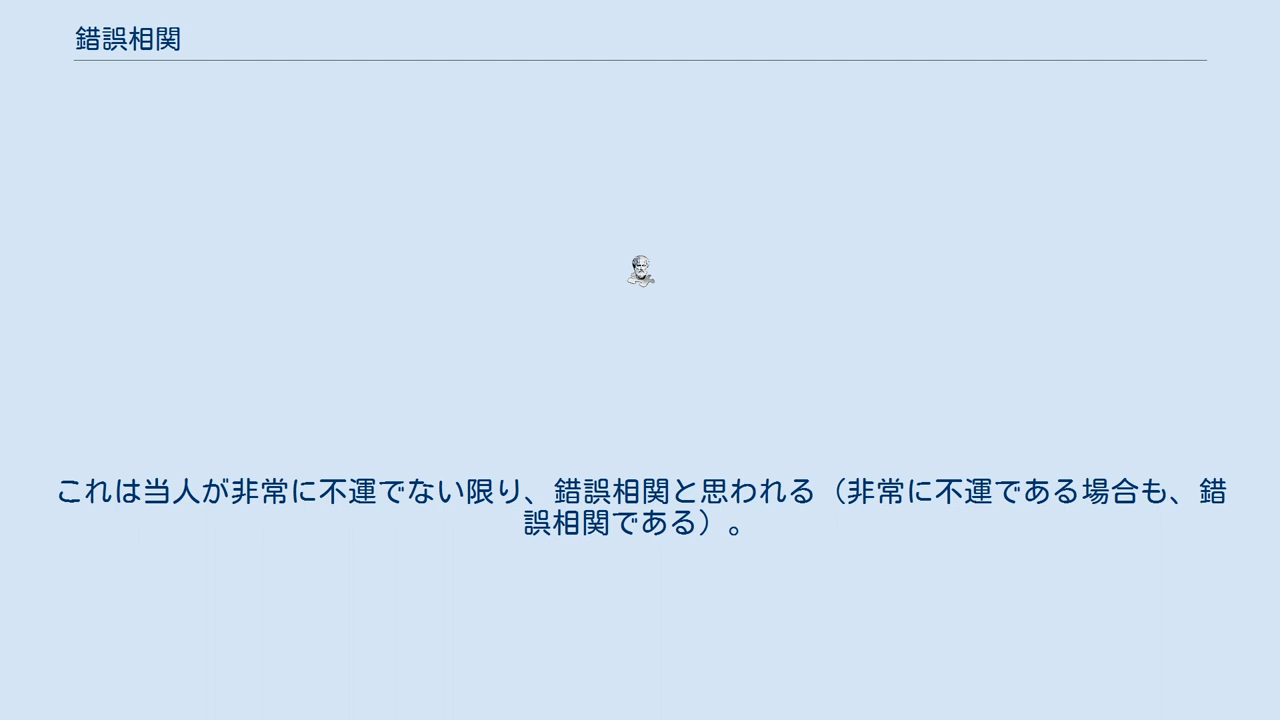 錯誤相関
これは当人が非常に不運でない限り、錯誤相関と思われる（非常に不運である場合も、錯
誤相関である）。